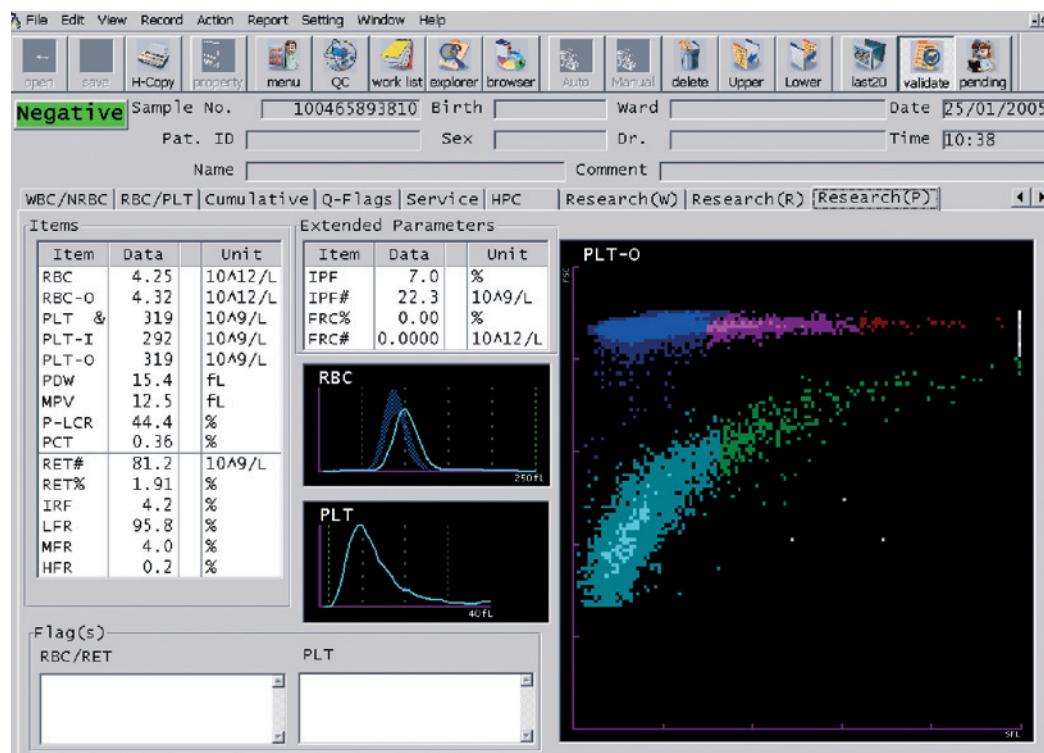 File Edit View Record Action Report Setting Window Help
open save H-Copy property menu QC work list explorer browser Auto Manual delete Upper Lower last20 validate pending
Negative Sample No. 100465893810 Birth Ward Date 25/01/2005
Pat. ID Sex Dr. Time 10:38
Name Comment
WBC/NRBC RBC/PLT Cumulative Q-Flags Service HPC Research(W) Research(R) Research(P)
Items
Item Data Unit
RBC 4.25 10^12/L
RBC-O 4.32 10^12/L
PLT & 319 10^9/L
PLT-I 292 10^9/L
PLT-O 319 10^9/L
PDW 15.4 fL
MPV 12.5 fL
P-LCR 44.4 %
PCT 0.36 %
RET# 81.2 10^9/L
RET% 1.91 %
IRF 4.2 %
LFR 95.8 %
MFR 4.0 %
HFR 0.2 %
Extended Parameters
Item Data Unit
IPF 7.0 %
IPF# 22.3 10^9/L
FRC% 0.00 %
FRC# 0.0000 10^12/L
RBC
250fL
PLT
40fL
PLT-O
FSC
SFL
Flag(s)
RBC/RET
PLT